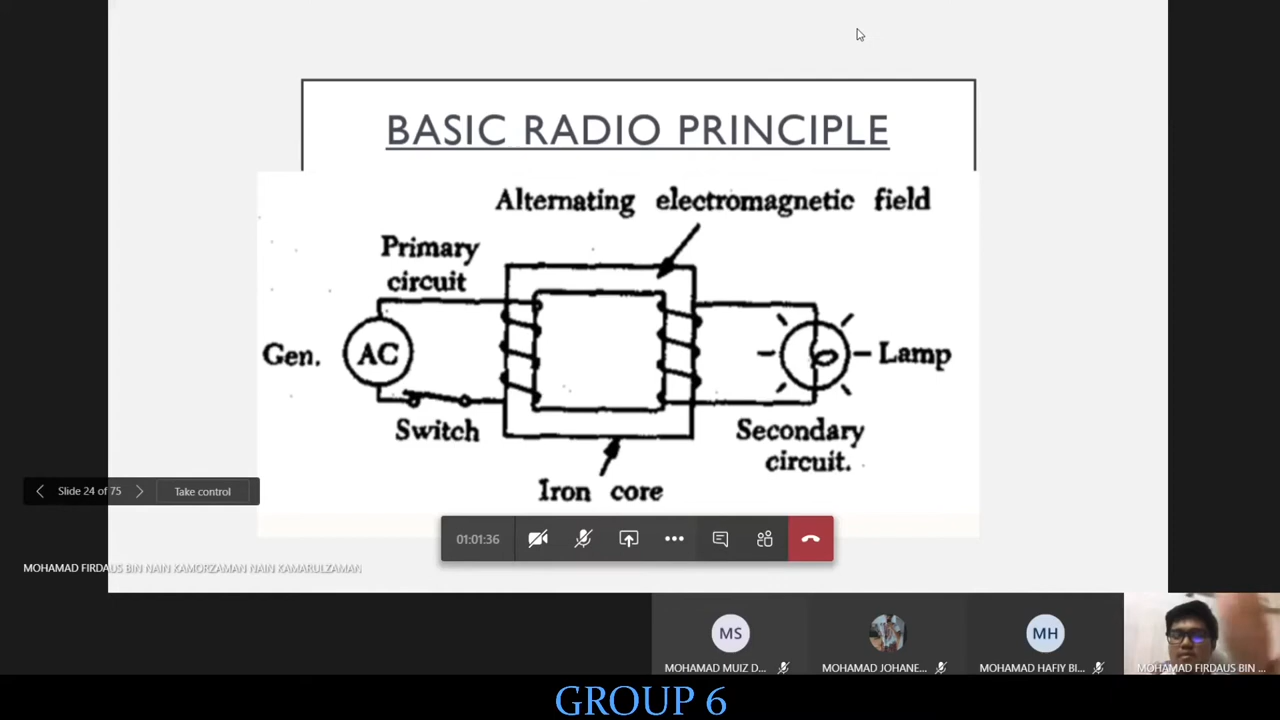 BASIC RADIO PRINCIPLE
Alternating electromagnetic field
Primary
circuit
Gen.
AC
Lamp
Switch
Secondary
circuit.
Iron core
Slide 24 of 75
Take control
01:01:36
MOHAMAD FIRDAUS BIN NAIN KAMORZAMAN NAIN KAMARULZAMAN
MS
MH
MOHAMAD MUIZ D...
MOHAMAD JOHANE...
MOHAMAD HAFIY BI...
MOHAMAD FIRDAUS BIN ...
GROUP 6